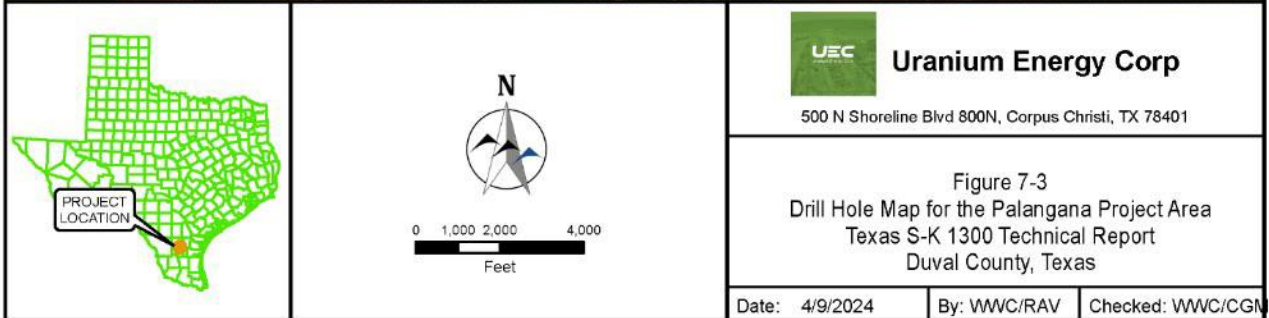 PROJECT
LOCATION
N
0 1,000 2,000 4,000
Feet
UEC
Uranium Energy Corp
500 N Shoreline Blvd 800N, Corpus Christi, TX 78401
Figure 7-3
Drill Hole Map for the Palangana Project Area
Texas S-K 1300 Technical Report
Duval County, Texas
Date: 4/9/2024 By: WWC/RAV Checked: WWC/CGM